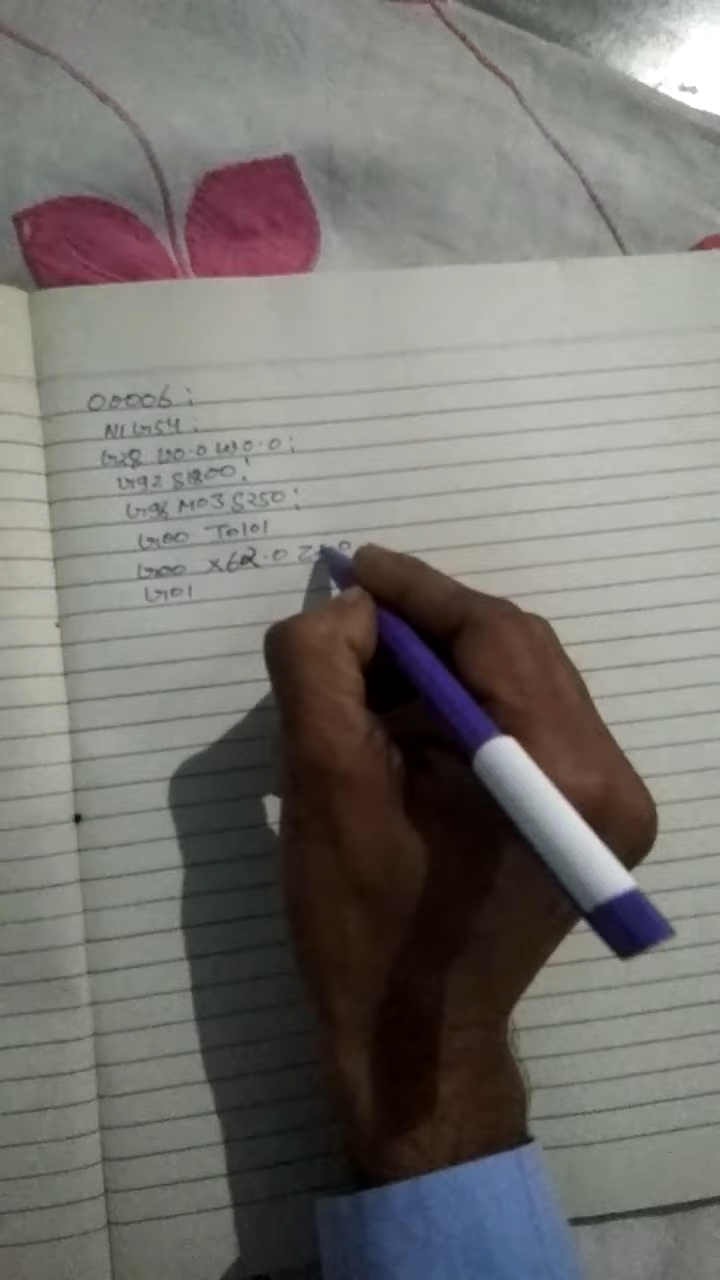 O0006;
N1 G54;
G28 U0.0 W0.0;
G92 S1800;
G96 M03 S250;
G00 T0101
G00 X62.0
G01